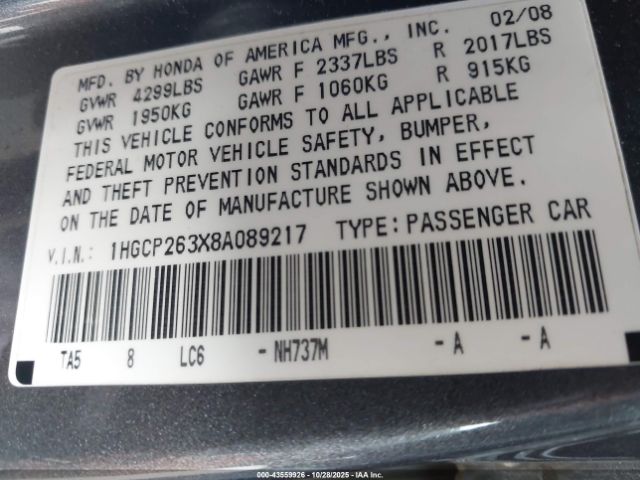 MFD. BY HONDA OF AMERICA MFG., INC. 02/08
GVWR 4299LBS GAWR F 2337LBS R 2017LBS
GVWR 1950KG GAWR F 1060KG R 915KG
THIS VEHICLE CONFORMS TO ALL APPLICABLE
FEDERAL MOTOR VEHICLE SAFETY, BUMPER,
AND THEFT PREVENTION STANDARDS IN EFFECT
ON THE DATE OF MANUFACTURE SHOWN ABOVE.
V.I.N.: 1HGCP263X8A089217 TYPE:PASSENGER CAR
TA5 8 LC6 -NH737M -A -A
000-43559926 - 10/28/2025 - IAAI.com